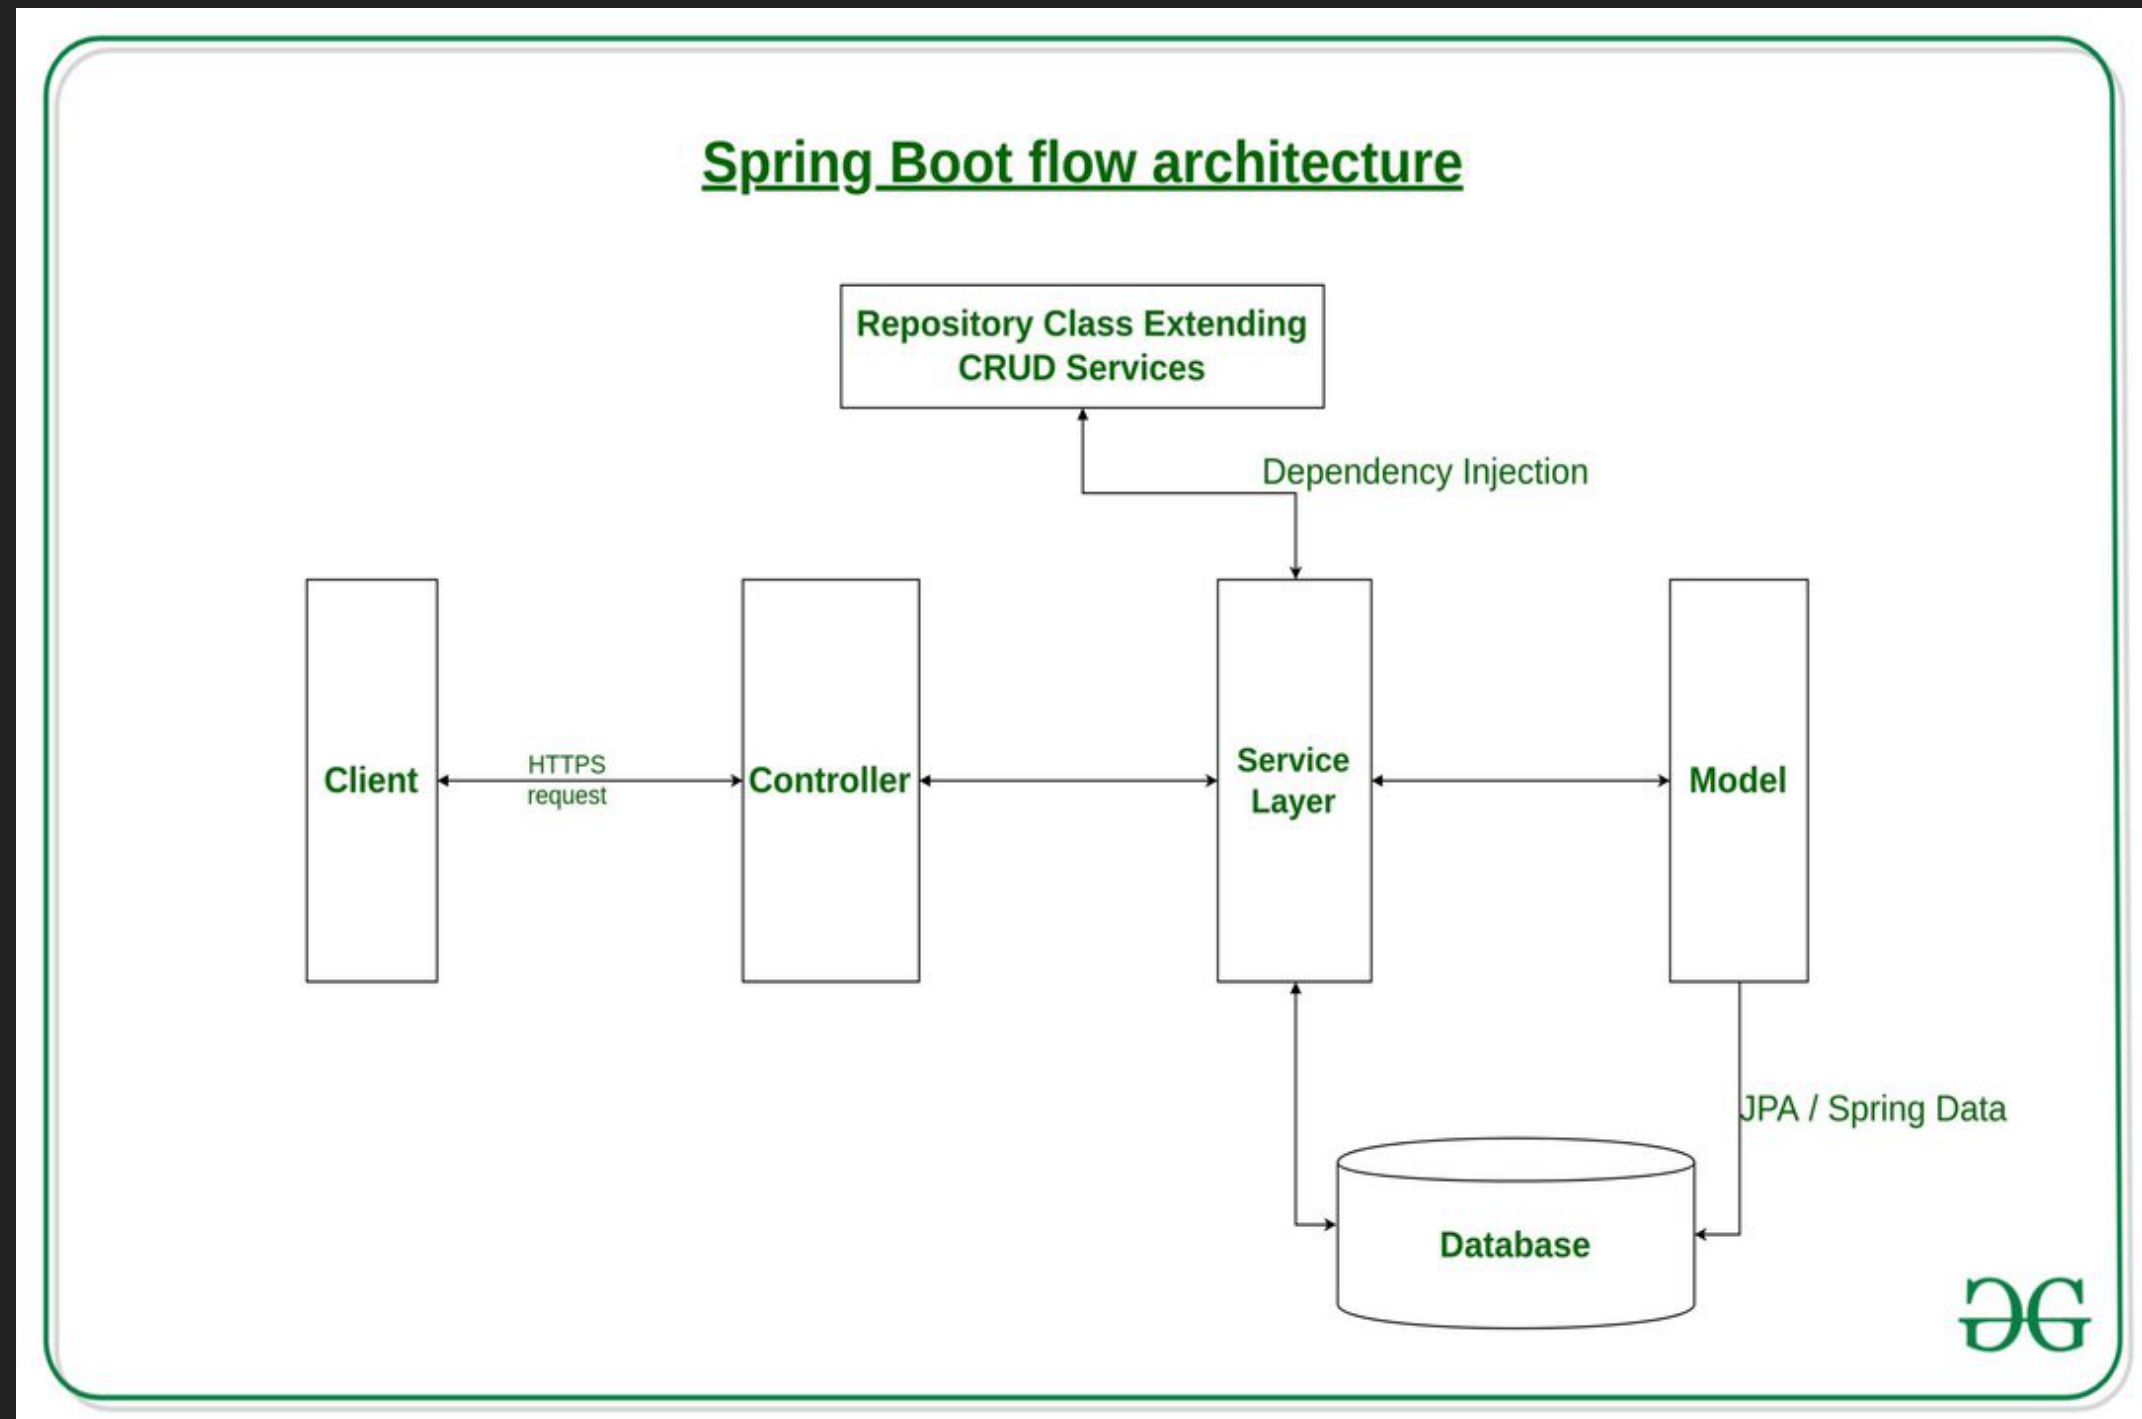 Spring Boot flow architecture
Repository Class Extending
CRUD Services
Dependency Injection
Client
HTTPS
request
Controller
Service
Layer
Model
JPA / Spring Data
Database